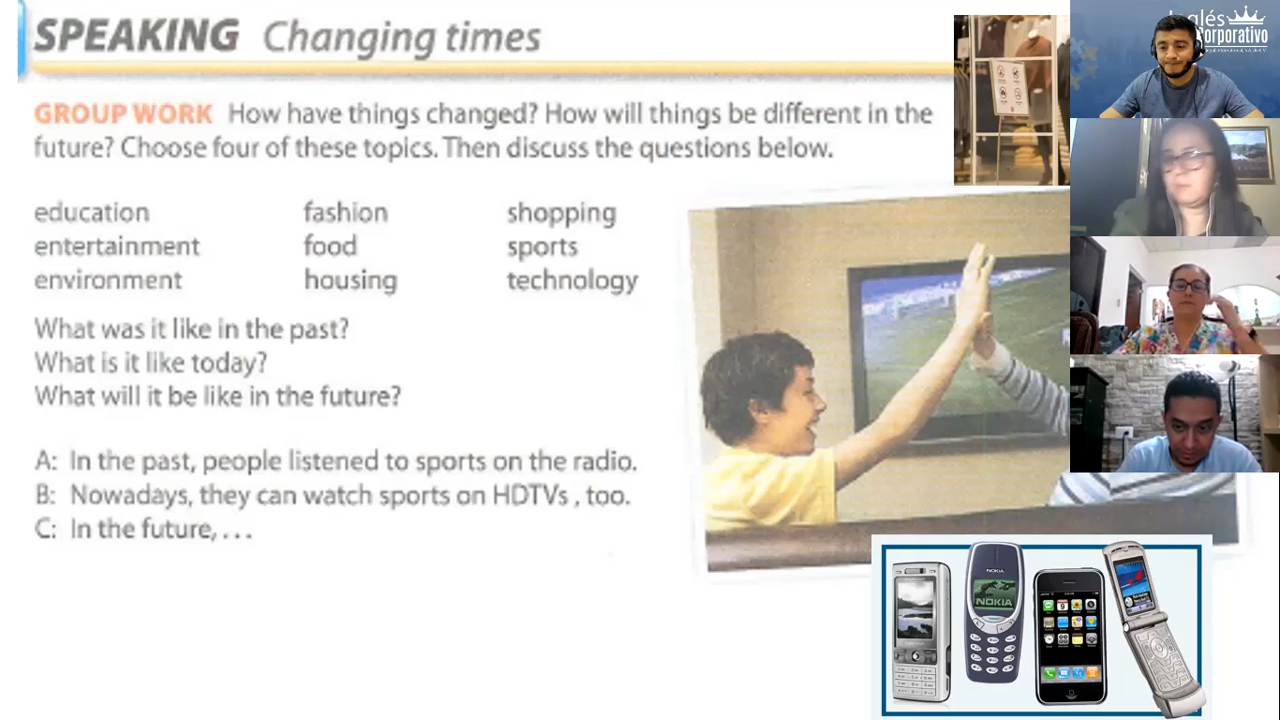 SPEAKING Changing times
GROUP WORK How have things changed? How will things be different in the
future? Choose four of these topics. Then discuss the questions below.
education fashion shopping
entertainment food sports
environment housing technology
What was it like in the past?
What is it like today?
What will it be like in the future?
A: In the past, people listened to sports on the radio.
B: Nowadays, they can watch sports on HDTVs , too.
C: In the future, . . .
Inglés
Corporativo
NOKIA
NOKIA